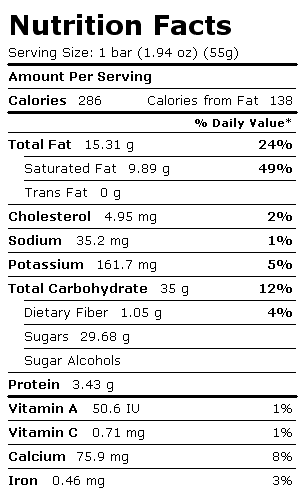 Nutrition Facts
Serving Size: 1 bar (1.94 oz) (55g)
Amount Per Serving
Calories 286 Calories from Fat 138
% Daily Value*
Total Fat 15.31 g 24%
Saturated Fat 9.89 g 49%
Trans Fat 0 g
Cholesterol 4.95 mg 2%
Sodium 35.2 mg 1%
Potassium 161.7 mg 5%
Total Carbohydrate 35 g 12%
Dietary Fiber 1.05 g 4%
Sugars 29.68 g
Sugar Alcohols
Protein 3.43 g
Vitamin A 50.6 IU 1%
Vitamin C 0.71 mg 1%
Calcium 75.9 mg 8%
Iron 0.46 mg 3%